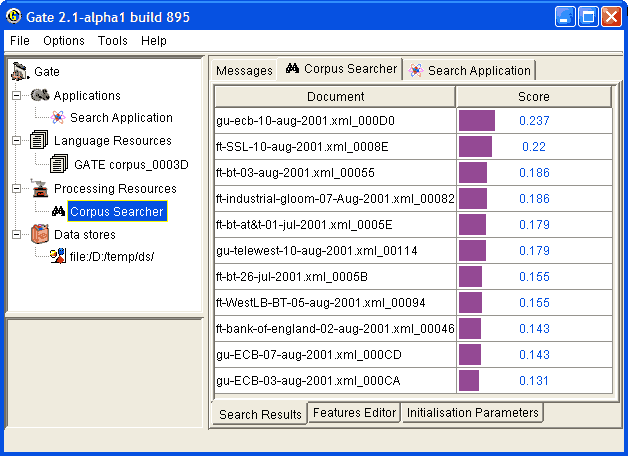 Gate 2.1-alpha1 build 895
File Options Tools Help
Gate
Applications
Search Application
Language Resources
GATE corpus_0003D
Processing Resources
Corpus Searcher
Data stores
file:/D:/temp/ds/
Messages Corpus Searcher Search Application
Document Score
gu-ecb-10-aug-2001.xml_000D0 0.237
ft-SSL-10-aug-2001.xml_0008E 0.22
ft-bt-03-aug-2001.xml_00055 0.186
ft-industrial-gloom-07-Aug-2001.xml_00082 0.186
ft-bt-at&t-01-jul-2001.xml_0005E 0.179
gu-telewest-10-aug-2001.xml_00114 0.179
ft-bt-26-jul-2001.xml_0005B 0.155
ft-WestLB-BT-05-aug-2001.xml_00094 0.155
ft-bank-of-england-02-aug-2001.xml_00046 0.143
gu-ECB-07-aug-2001.xml_000CD 0.143
gu-ECB-03-aug-2001.xml_000CA 0.131
Search Results Features Editor Initialisation Parameters